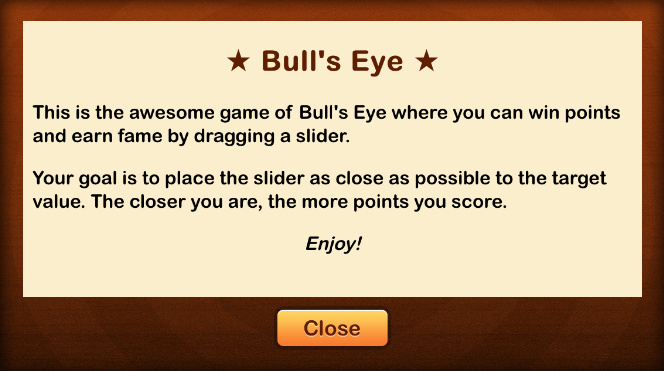 ★ Bull's Eye ★
This is the awesome game of Bull's Eye where you can win points
and earn fame by dragging a slider.
Your goal is to place the slider as close as possible to the target
value. The closer you are, the more points you score.
Enjoy!
Close